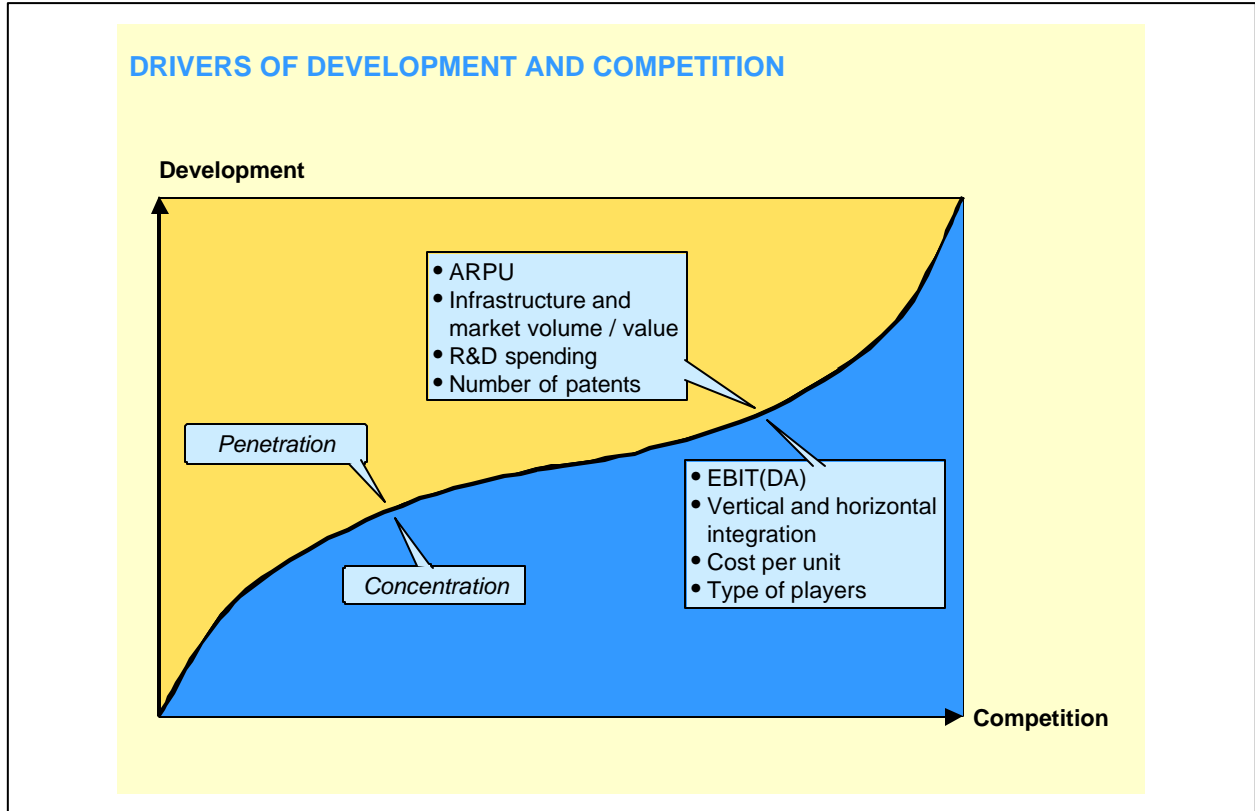 DRIVERS OF DEVELOPMENT AND COMPETITION
Development
• ARPU
• Infrastructure and
market volume / value
• R&D spending
• Number of patents
Penetration
• EBIT(DA)
• Vertical and horizontal
integration
• Cost per unit
• Type of players
Concentration
Competition